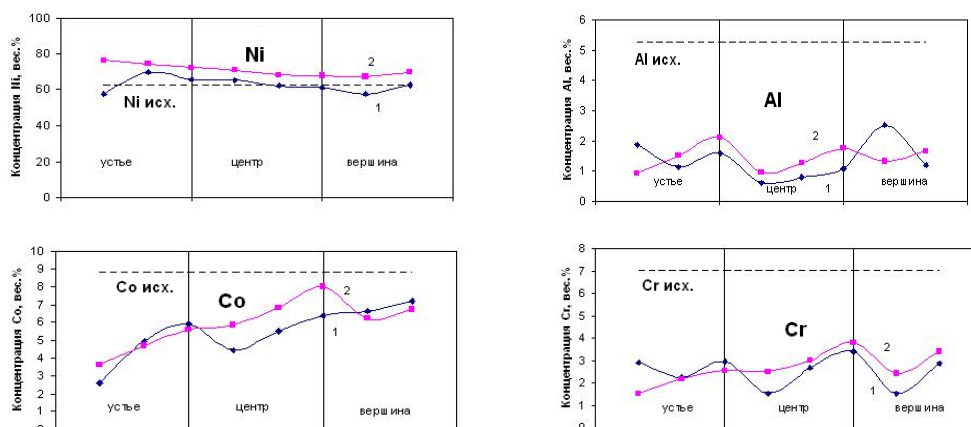 Концентрация Ni, вес.%
100
80
60
40
20
0
Ni
2
Ni исх.
1
устье
центр
вершина
Концентрация Al, вес.%
6
5
4
3
2
1
0
Al исх.
Al
2
1
устье
центр
вершина
Концентрация Co, вес.%
10
9
8
7
6
5
4
3
2
1
0
Co исх.
Co
2
1
устье
центр
вершина
Концентрация Cr, вес.%
8
7
6
5
4
3
2
1
0
Cr исх.
Cr
2
1
устье
центр
вершина